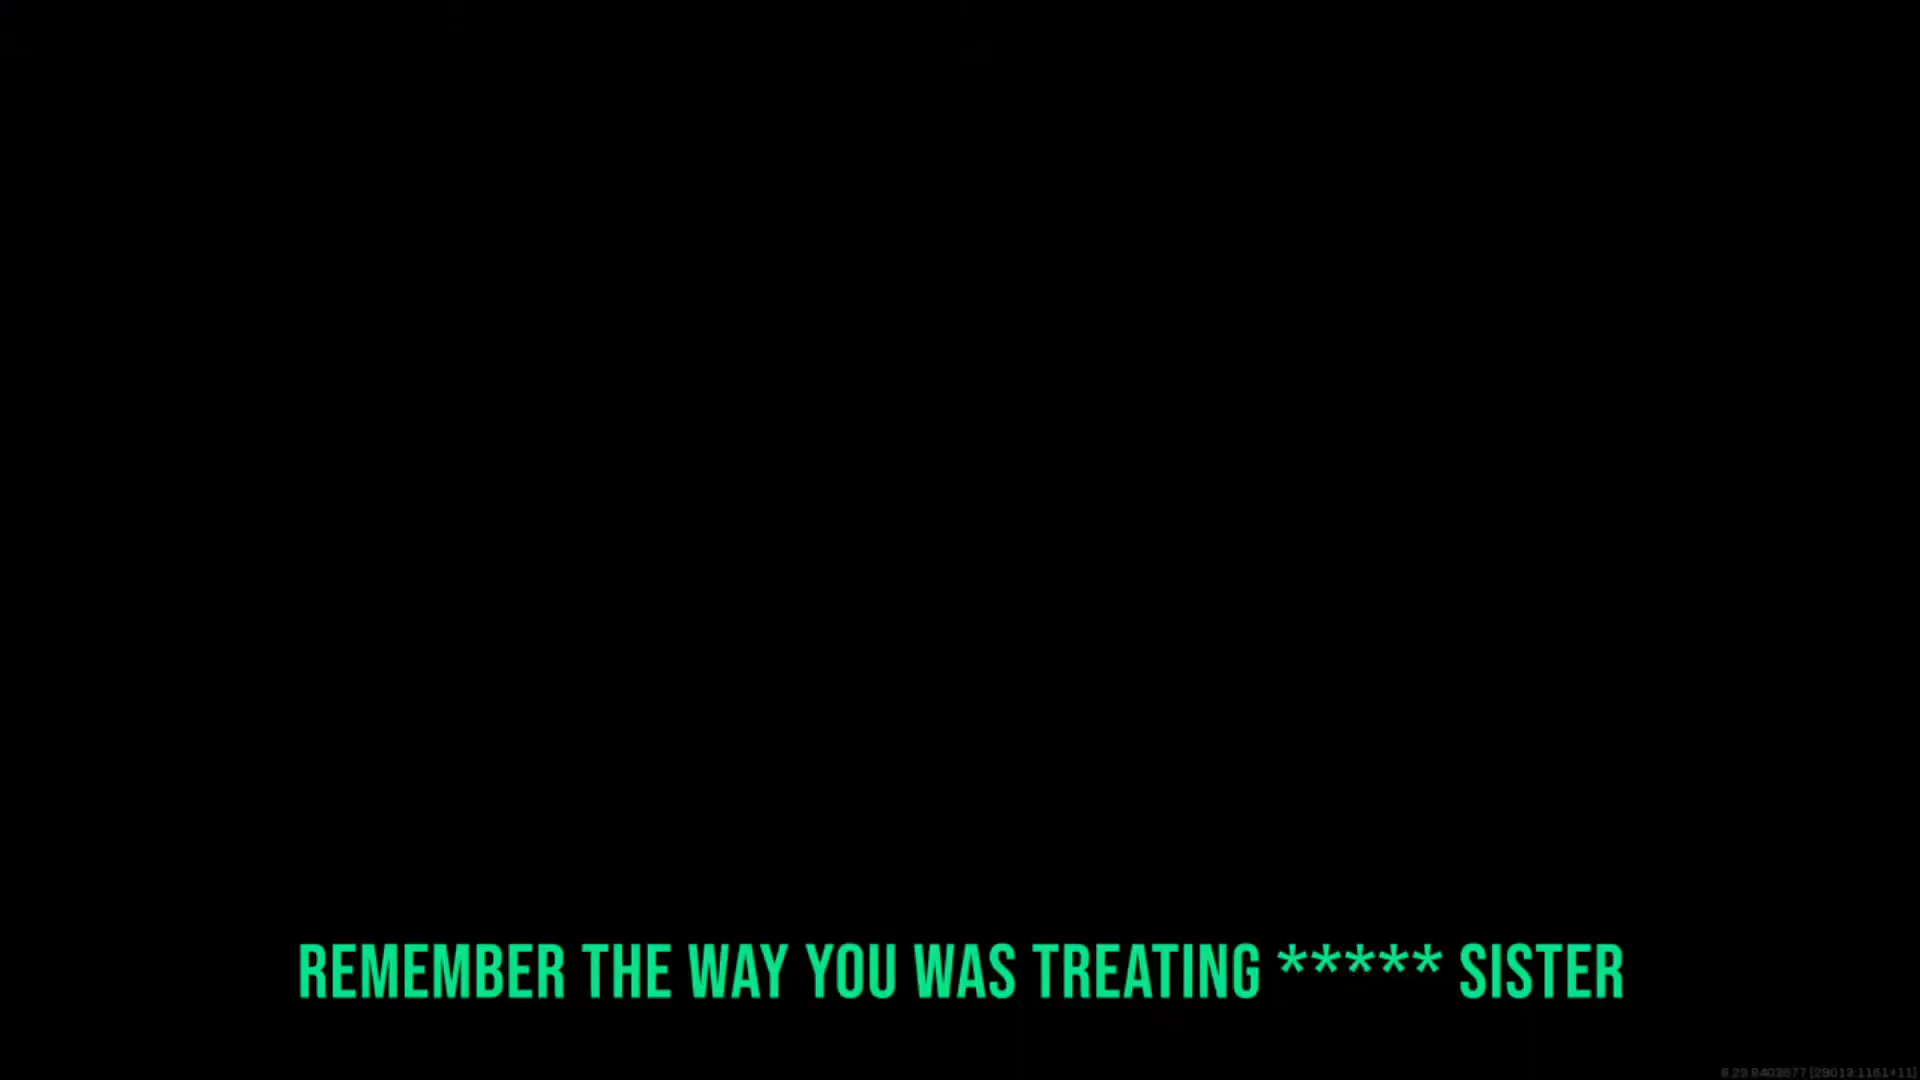 REMEMBER THE WAY YOU WAS TREATING ***** SISTER